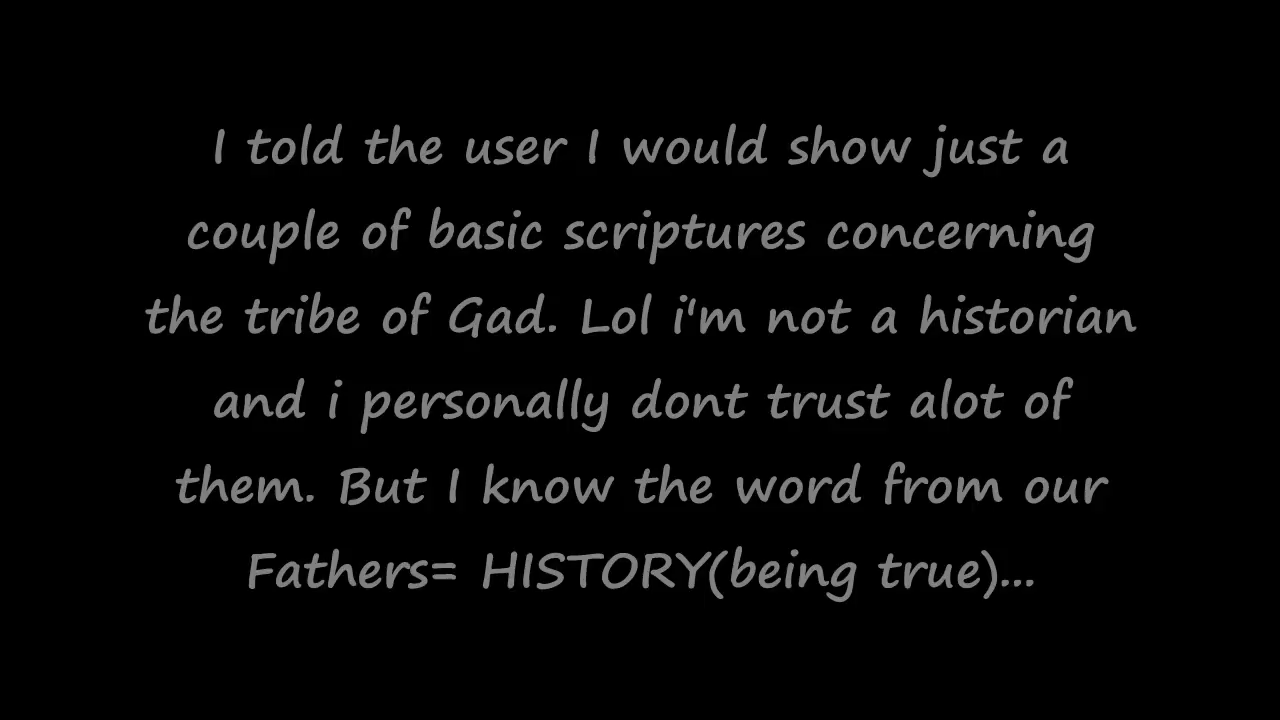 I told the user I would show just a
couple of basic scriptures concerning
the tribe of Gad. Lol i'm not a historian
and i personally dont trust alot of
them. But I know the word from our
Fathers= HISTORY(being true)...